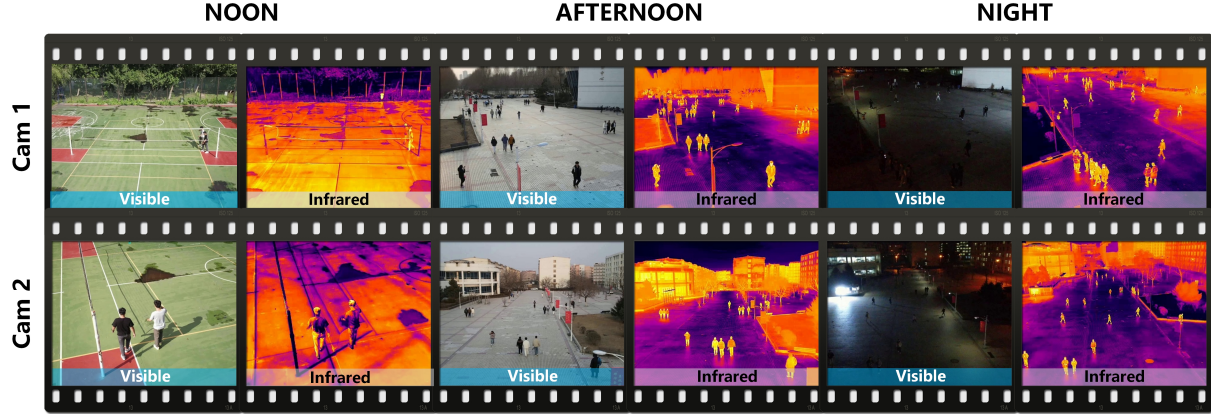 NOON AFTERNOON NIGHT
Cam 1
Visible Infrared Visible Infrared Visible Infrared
Cam 2
Visible Infrared Visible Infrared Visible Infrared